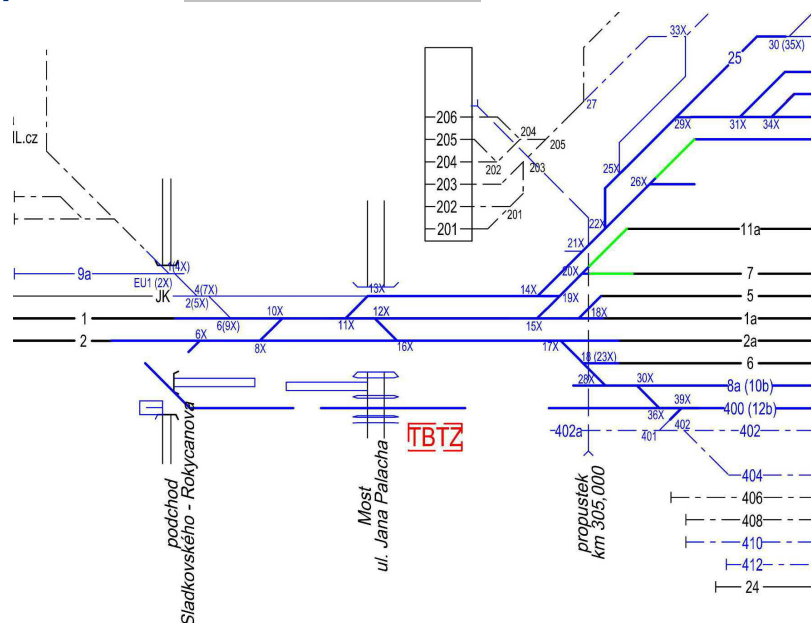 33X
30 (35X)
25
27
206
205
204
203
202
201
204
205
203
202
201
29X
31X
34X
IL.cz
25X
26X
22X
21X
11a
1(4X)
9a
EU1 (2X)
4(7X)
JK
2(5X)
13X
14X
20X
19X
7
5
1
6(9X)
10X
11X
12X
15X
18X
1a
2
6X
8X
16X
17X
2a
18 (23X)
6
28X
30X
8a (10b)
39X
36X
400 (12b)
402a
401
402
402
TBTZ
404
406
408
410
412
24
podchod
Sladkovského - Rokycanova
Most
ul. Jana Palacha
propustek
km 305,000